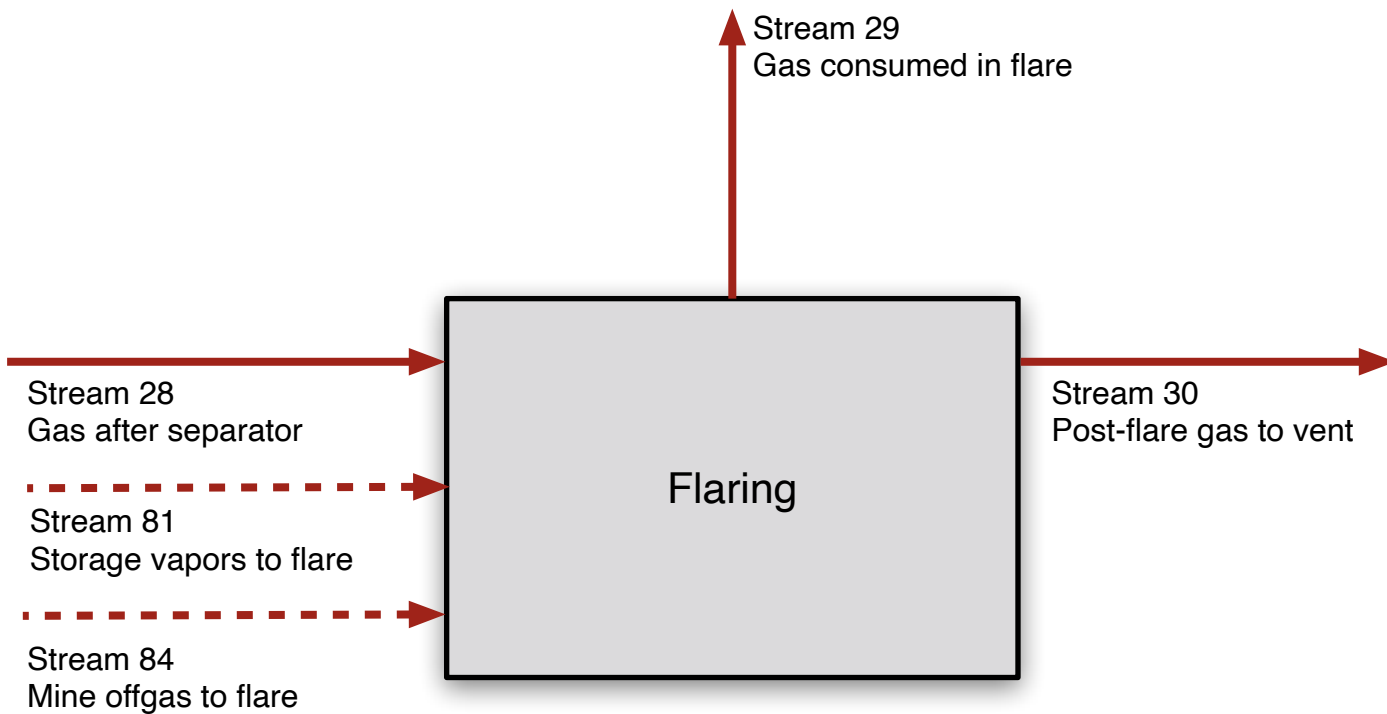 Stream 29
Gas consumed in flare
Stream 28
Gas after separator
Stream 30
Post-flare gas to vent
Flaring
Stream 81
Storage vapors to flare
Stream 84
Mine offgas to flare